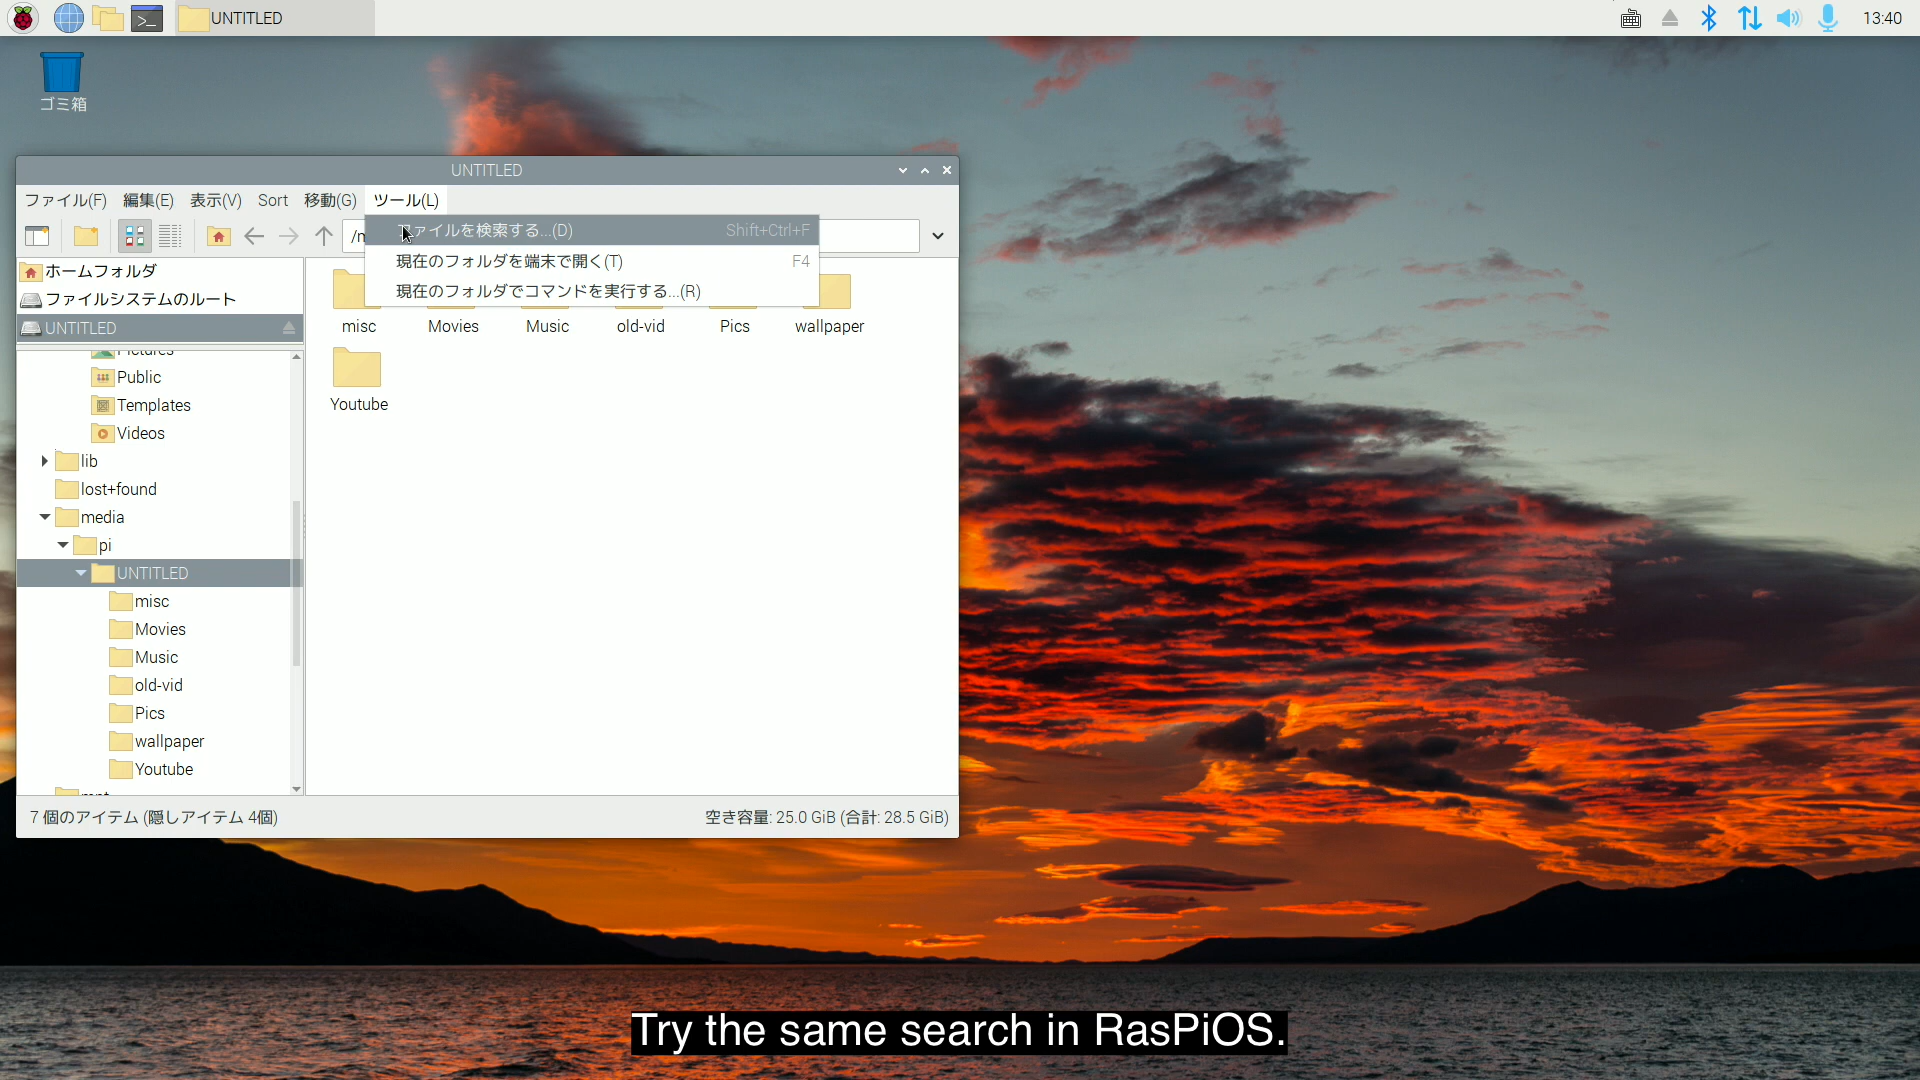 UNTITLED
13:40
ゴミ箱
UNTITLED
ファイル(F) 編集(E) 表示(V) Sort 移動(G) ツール(L)
ァイルを検索する...(D) Shift+Ctrl+F
現在のフォルダを端末で開く(T) F4
現在のフォルダでコマンドを実行する...(R)
ホームフォルダ
ファイルシステムのルート
UNTITLED
Pictures
Public
Templates
Videos
lib
lost+found
media
pi
UNTITLED
misc
Movies
Music
old-vid
Pics
wallpaper
Youtube
misc Movies Music old-vid Pics wallpaper
Youtube
7 個のアイテム (隠しアイテム 4個)
空き容量: 25.0 GiB (合計: 28.5 GiB)
Try the same search in RasPiOS.